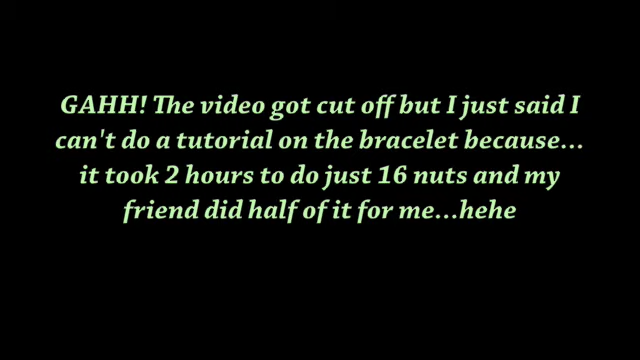 GAHH! The video got cut off but I just said I
can't do a tutorial on the bracelet because...
it took 2 hours to do just 16 nuts and my
friend did half of it for me...hehe